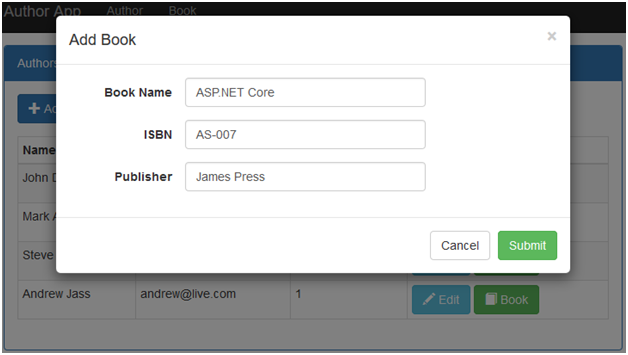 Author App Author Book
Add Book ×
Authors
Book Name ASP.NET Core
ISBN AS-007
Publisher James Press
Name
John D
Mark A
Steve
Cancel Submit
Andrew Jass andrew@live.com 1 Edit Book